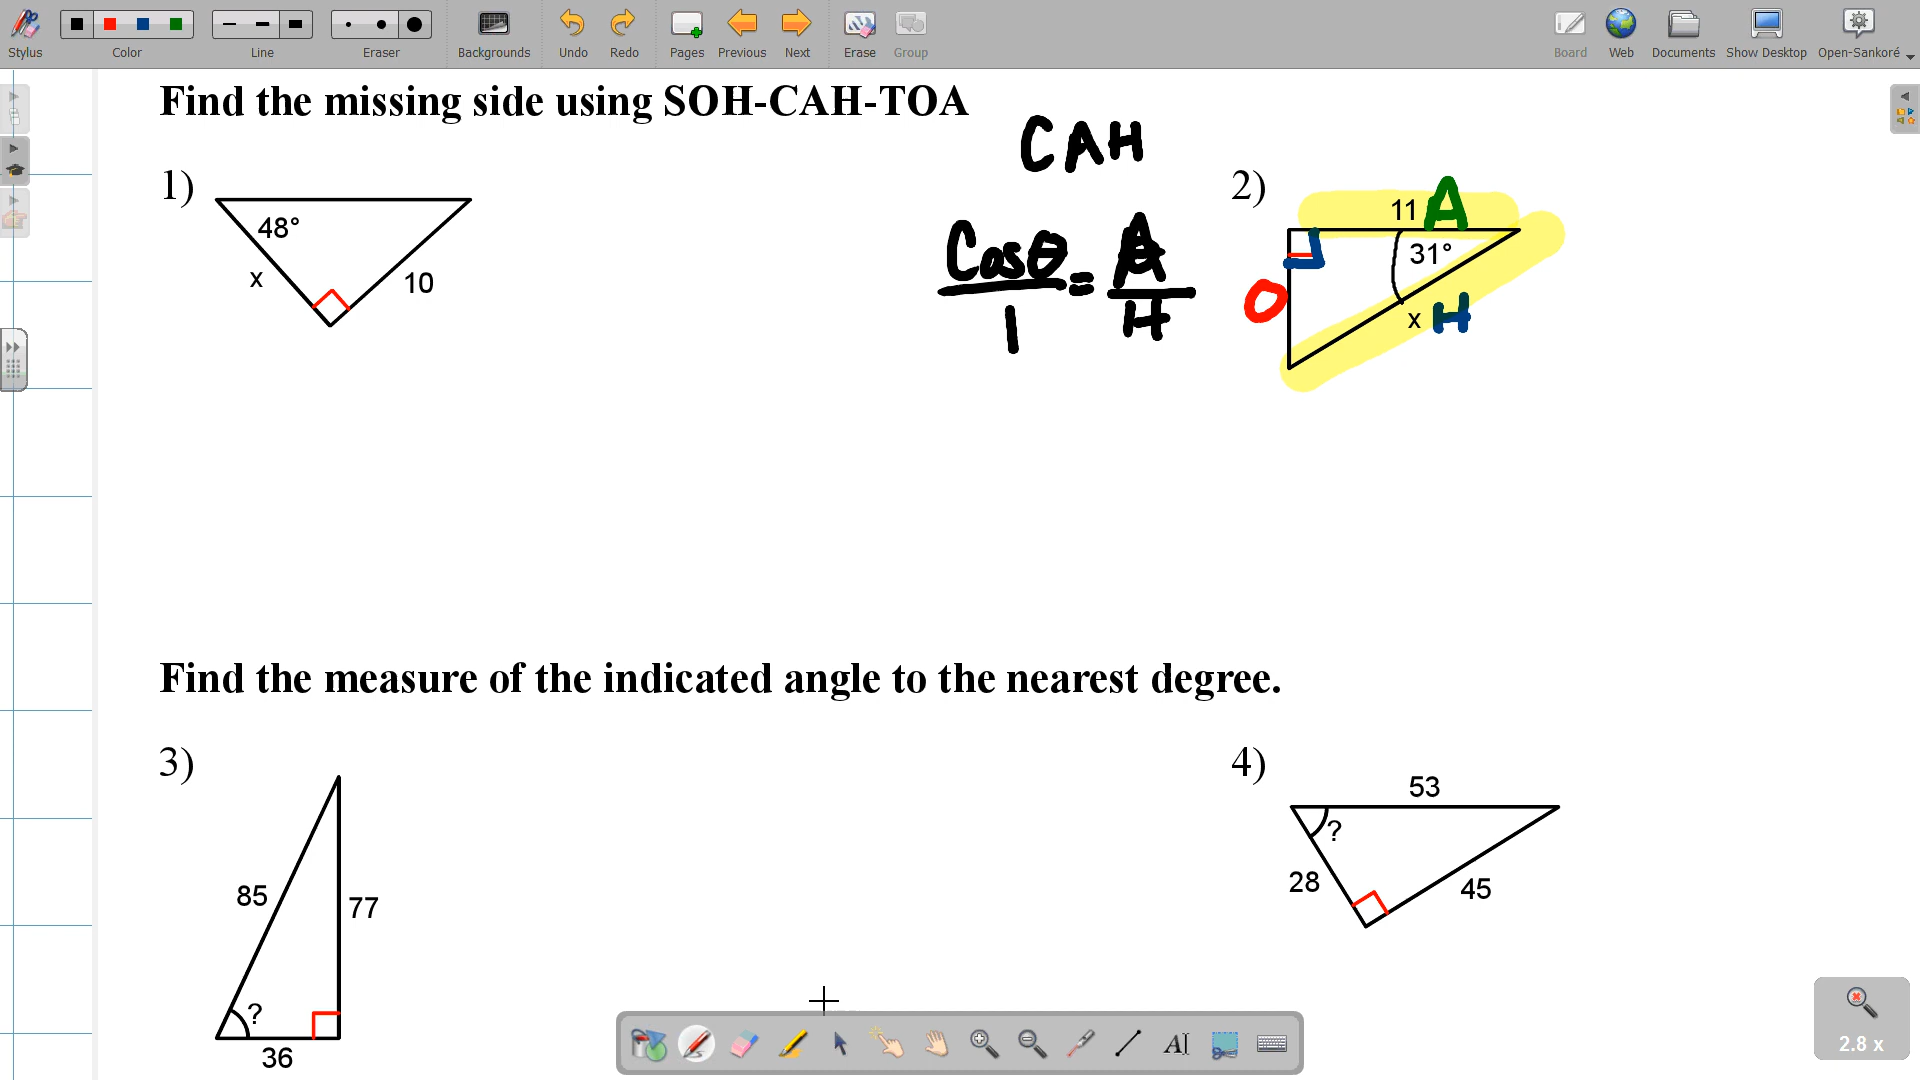 Stylus Color Line Eraser Backgrounds Undo Redo Pages Previous Next Erase Group Board Web Documents Show Desktop Open-Sankoré
Find the missing side using SOH-CAH-TOA
CAH
1)
48°
x
10
Cosθ = A
1 H
2)
11 A
31°
O
x H
Find the measure of the indicated angle to the nearest degree.
3)
85
77
?
36
4)
53
?
28
45
AI
2.8 x